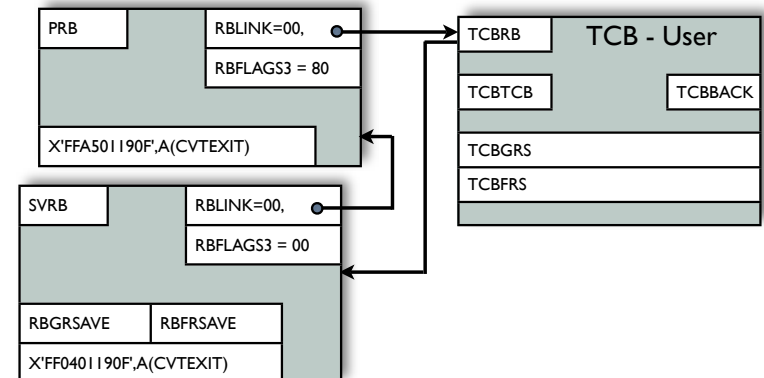 PRB
RBLINK=00,
RBFLAGS3 = 80
X'FFA501190F',A(CVTEXIT)
TCBRB
TCB - User
TCBTCB
TCBBACK
TCBGRS
TCBFRS
SVRB
RBLINK=00,
RBFLAGS3 = 00
RBGRSAVE
RBFRSAVE
X'FF0401190F',A(CVTEXIT)